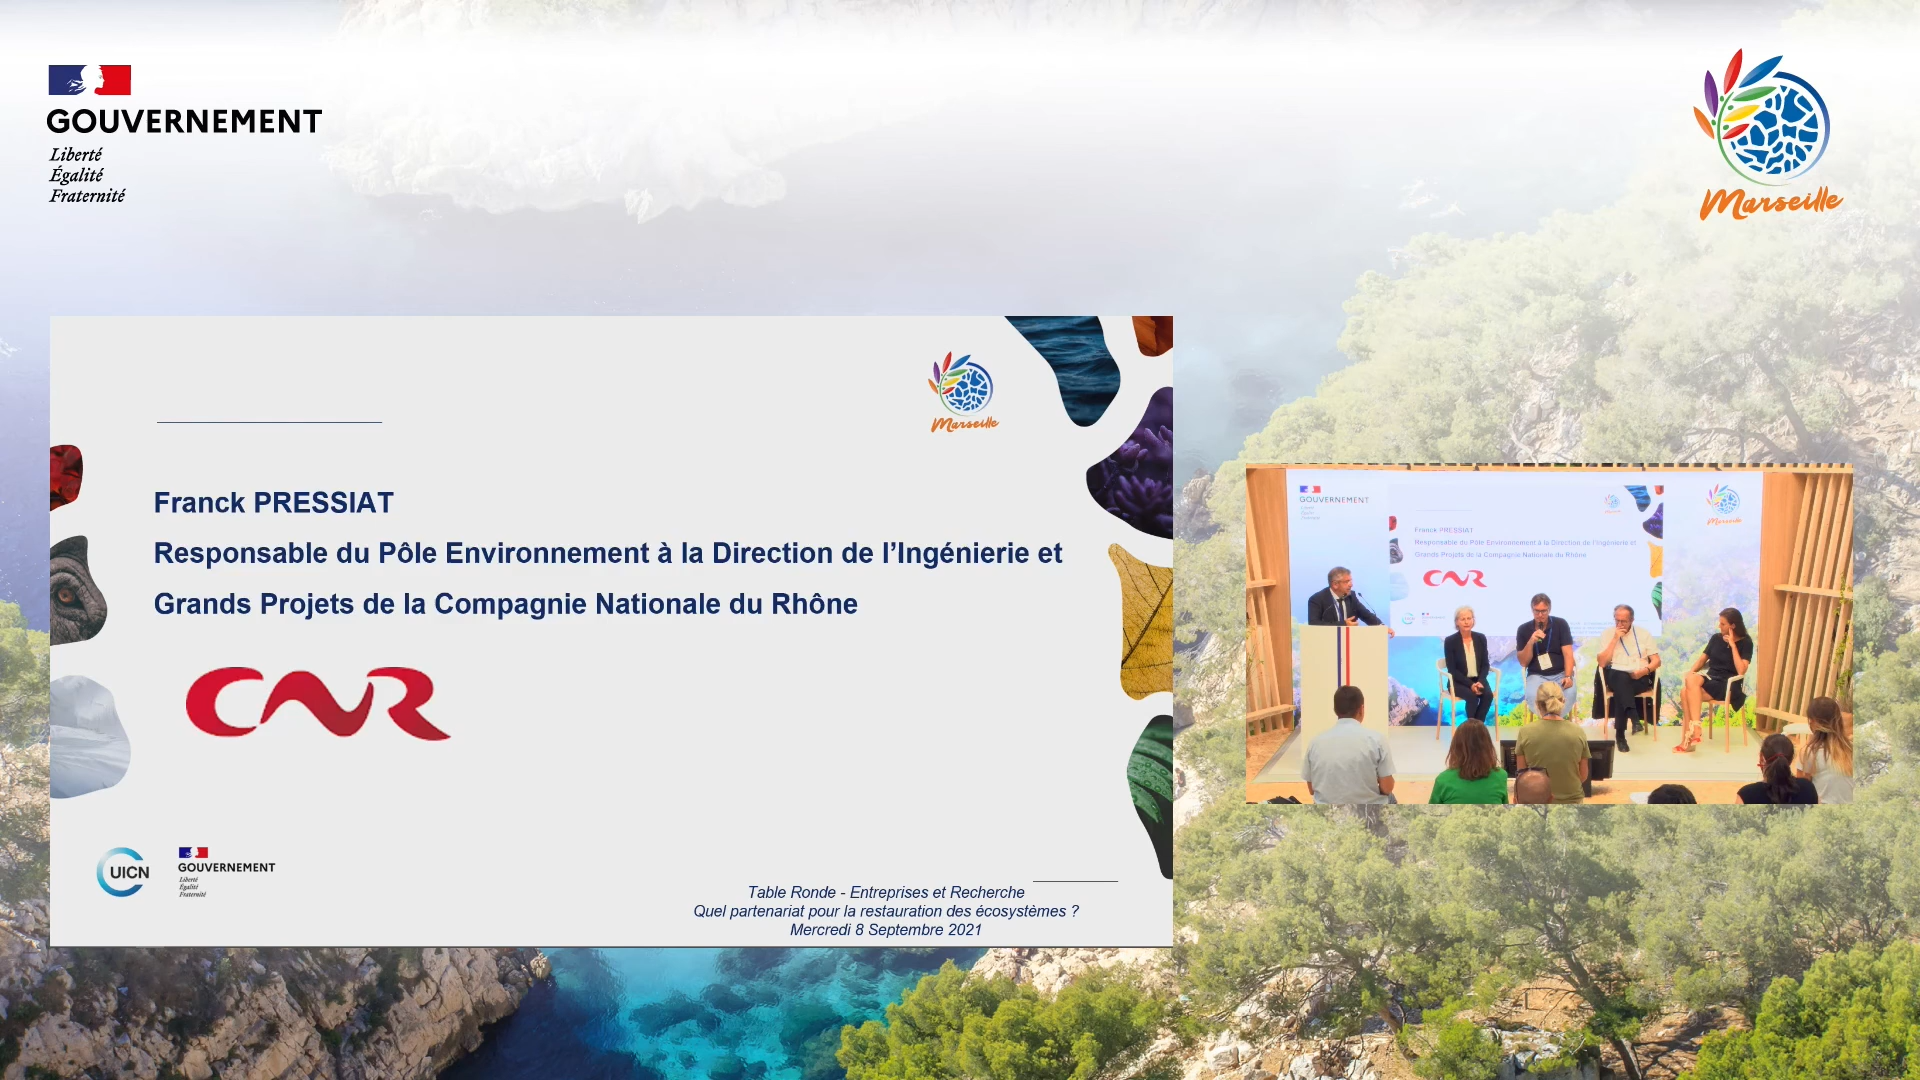 GOUVERNEMENT
Liberté
Égalité
Fraternité
Marseille
Marseille
Franck PRESSIAT
Responsable du Pôle Environnement à la Direction de l'Ingénierie et
Grands Projets de la Compagnie Nationale du Rhône
CNR
UICN
GOUVERNEMENT
Liberté
Égalité
Fraternité
Table Ronde - Entreprises et Recherche
Quel partenariat pour la restauration des écosystèmes ?
Mercredi 8 Septembre 2021
GOUVERNEMENT
Franck PRESSIAT
Responsable du Pôle Environnement à la Direction de l'Ingénierie et
Grands Projets de la Compagnie Nationale du Rhône
CNR
Marseille